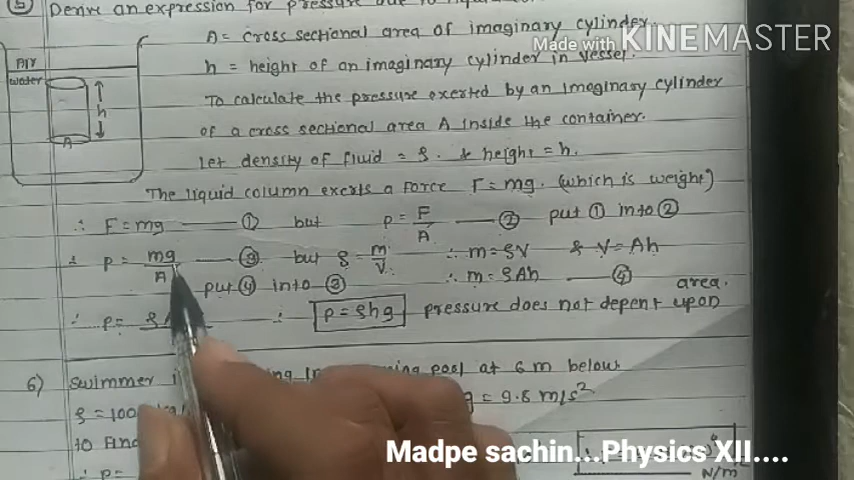 5) Derive an expression for pressure due to
A = cross sectional area of imaginary cylinder.
Made with KINEMASTER
h = height of an imaginary cylinder in vessel.
Air
water
h
A
To calculate the pressure exerted by an imaginary cylinder
of a cross sectional area A inside the container.
Let density of fluid = ρ. & height = h.
The liquid column exerts a force F = mg. (which is weight)
∴ F = mg —— ① but p = F/A —— ② put ① into ②
∴ p = mg/A —— ③ but ρ = m/V ∴ m = ρV & V = Ah
put ④ into ③ ∴ m = ρAh —— ④
∴ p = ρ ∴ p = ρhg pressure does not depent upon area.
6) Swimmer pool at 6 m below
= 9.8 m/s²
to Find
∴ p =
N/m
Madpe sachin...Physics XII....